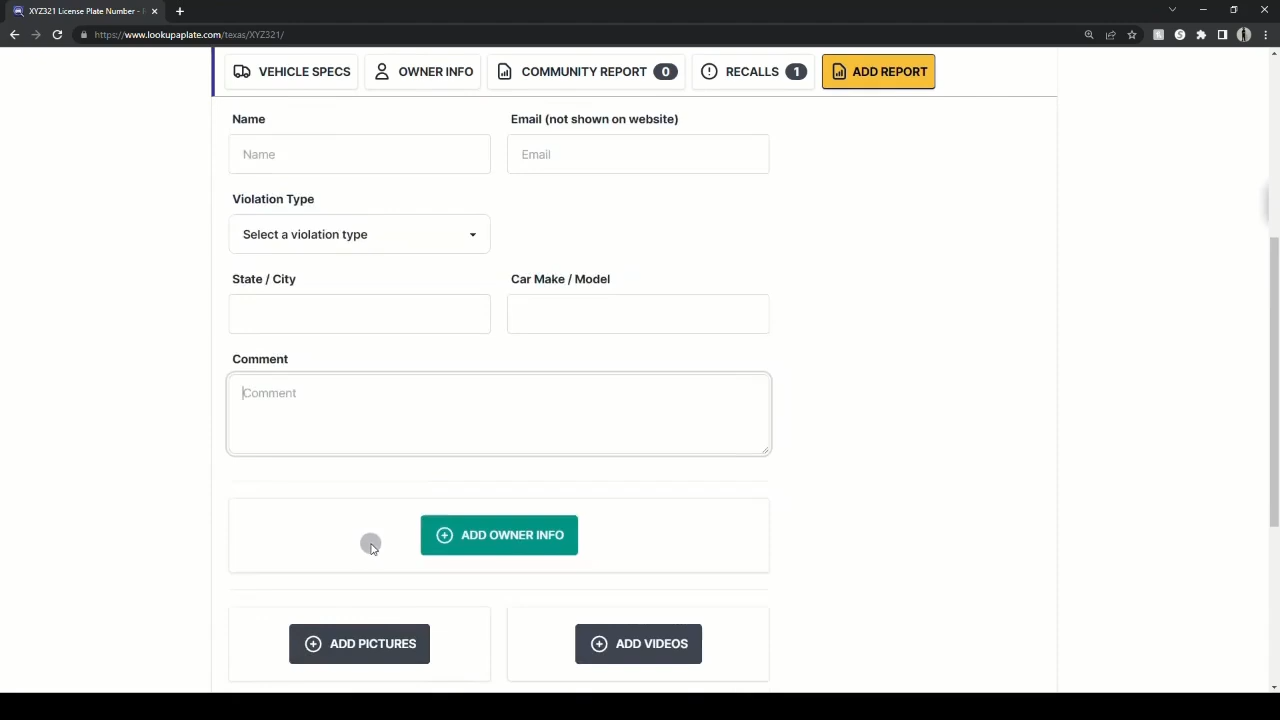 XYZ321 License Plate Number -
https://www.lookupaplate.com/texas/XYZ321/
VEHICLE SPECS
OWNER INFO
COMMUNITY REPORT 0
RECALLS 1
ADD REPORT
Name
Email (not shown on website)
Name
Email
Violation Type
Select a violation type
State / City
Car Make / Model
Comment
Comment
ADD OWNER INFO
ADD PICTURES
ADD VIDEOS